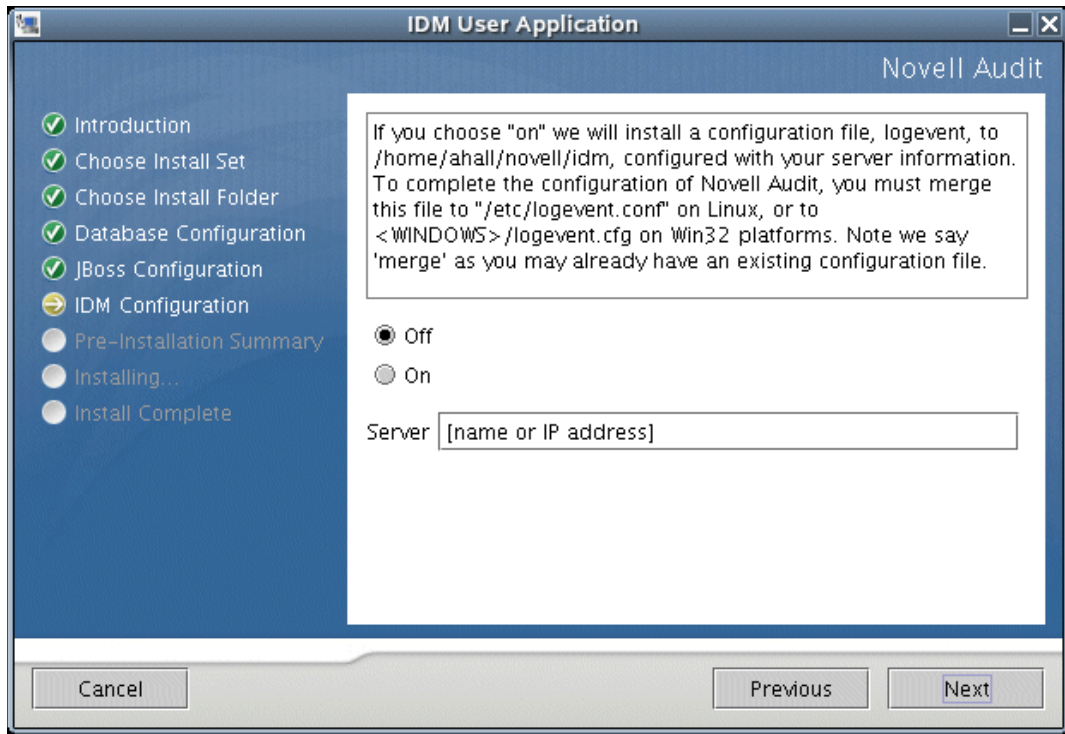 IDM User Application
Novell Audit
Introduction
Choose Install Set
Choose Install Folder
Database Configuration
JBoss Configuration
IDM Configuration
Pre-Installation Summary
Installing...
Install Complete
If you choose "on" we will install a configuration file, logevent, to
/home/ahall/novell/idm, configured with your server information.
To complete the configuration of Novell Audit, you must merge
this file to "/etc/logevent.conf" on Linux, or to
<WINDOWS>/logevent.cfg on Win32 platforms. Note we say
'merge' as you may already have an existing configuration file.
Off
On
Server [name or IP address]
Cancel Previous Next